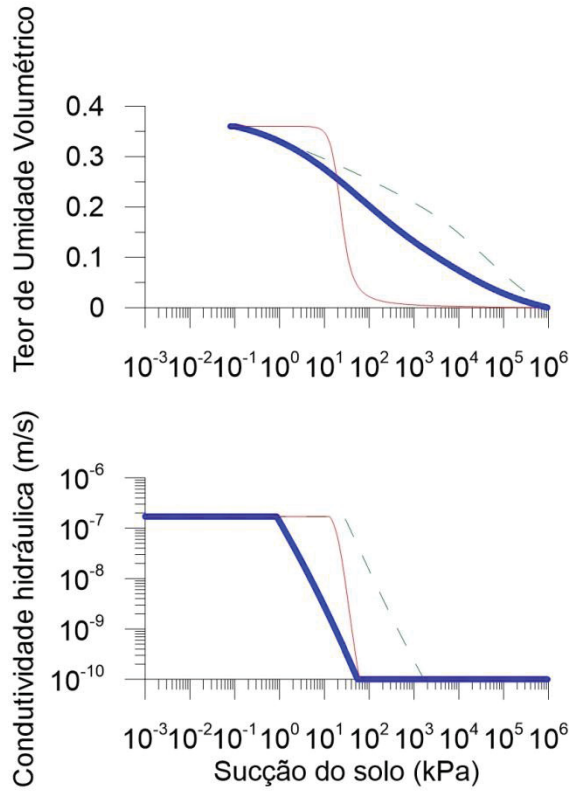 Teor de Umidade Volumétrico
0.4
0.3
0.2
0.1
0
10-3 10-2 10-1 100 101 102 103 104 105 106
Condutividade hidráulica (m/s)
10-6
10-7
10-8
10-9
10-10
10-3 10-2 10-1 100 101 102 103 104 105 106
Sucção do solo (kPa)